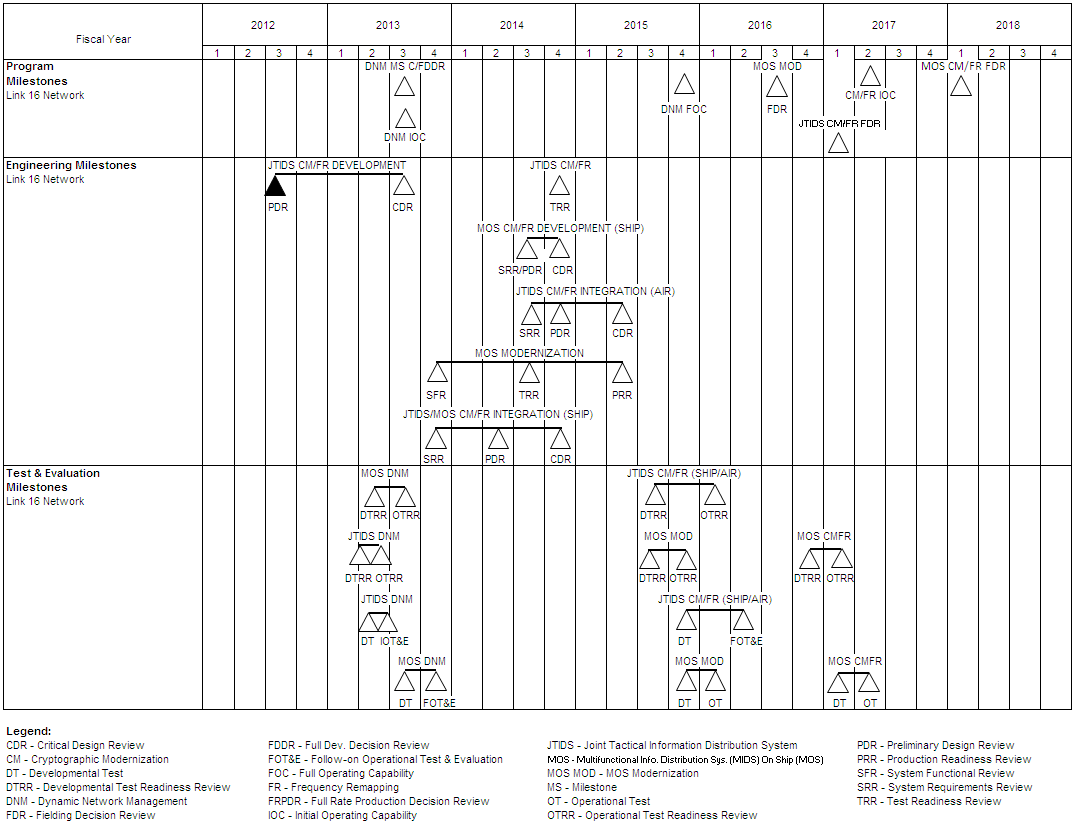 Fiscal Year
2012 2013 2014 2015 2016 2017 2018
1 2 3 4 1 2 3 4 1 2 3 4 1 2 3 4 1 2 3 4 1 2 3 4 1 2 3 4
Program
Milestones
Link 16 Network
DNM MS C/FDDR
MOS MOD
MOS CM/FR FDR
CM/FR IOC
DNM FOC
FDR
JTIDS CM/FR FDR
DNM IOC
Engineering Milestones
Link 16 Network
JTIDS CM/FR DEVELOPMENT
JTIDS CM/FR
PDR CDR TRR
MOS CM/FR DEVELOPMENT (SHIP)
SRR/PDR CDR
JTIDS CM/FR INTEGRATION (AIR)
SRR PDR CDR
MOS MODERNIZATION
SFR TRR PRR
JTIDS/MOS CM/FR INTEGRATION (SHIP)
SRR PDR CDR
Test & Evaluation
Milestones
Link 16 Network
MOS DNM JTIDS CM/FR (SHIP/AIR)
DTRR OTRR DTRR OTRR
JTIDS DNM MOS MOD MOS CMFR
DTRR OTRR DTRR OTRR DTRR OTRR
JTIDS DNM JTIDS CM/FR (SHIP/AIR)
DT IOT&E DT FOT&E
MOS DNM MOS MOD MOS CMFR
DT FOT&E DT OT DT OT
Legend:
CDR - Critical Design Review
CM - Cryptographic Modernization
DT - Developmental Test
DTRR - Developmental Test Readiness Review
DNM - Dynamic Network Management
FDR - Fielding Decision Review
FDDR - Full Dev. Decision Review
FOT&E - Follow-on Operational Test & Evaluation
FOC - Full Operating Capability
FR - Frequency Remapping
FRPDR - Full Rate Production Decision Review
IOC - Initial Operating Capability
JTIDS - Joint Tactical Information Distribution System
MOS - Multifunctional Info. Distribution Sys. (MIDS) On Ship (MOS)
MOS MOD - MOS Modernization
MS - Milestone
OT - Operational Test
OTRR - Operational Test Readiness Review
PDR - Preliminary Design Review
PRR - Production Readiness Review
SFR - System Functional Review
SRR - System Requirements Review
TRR - Test Readiness Review